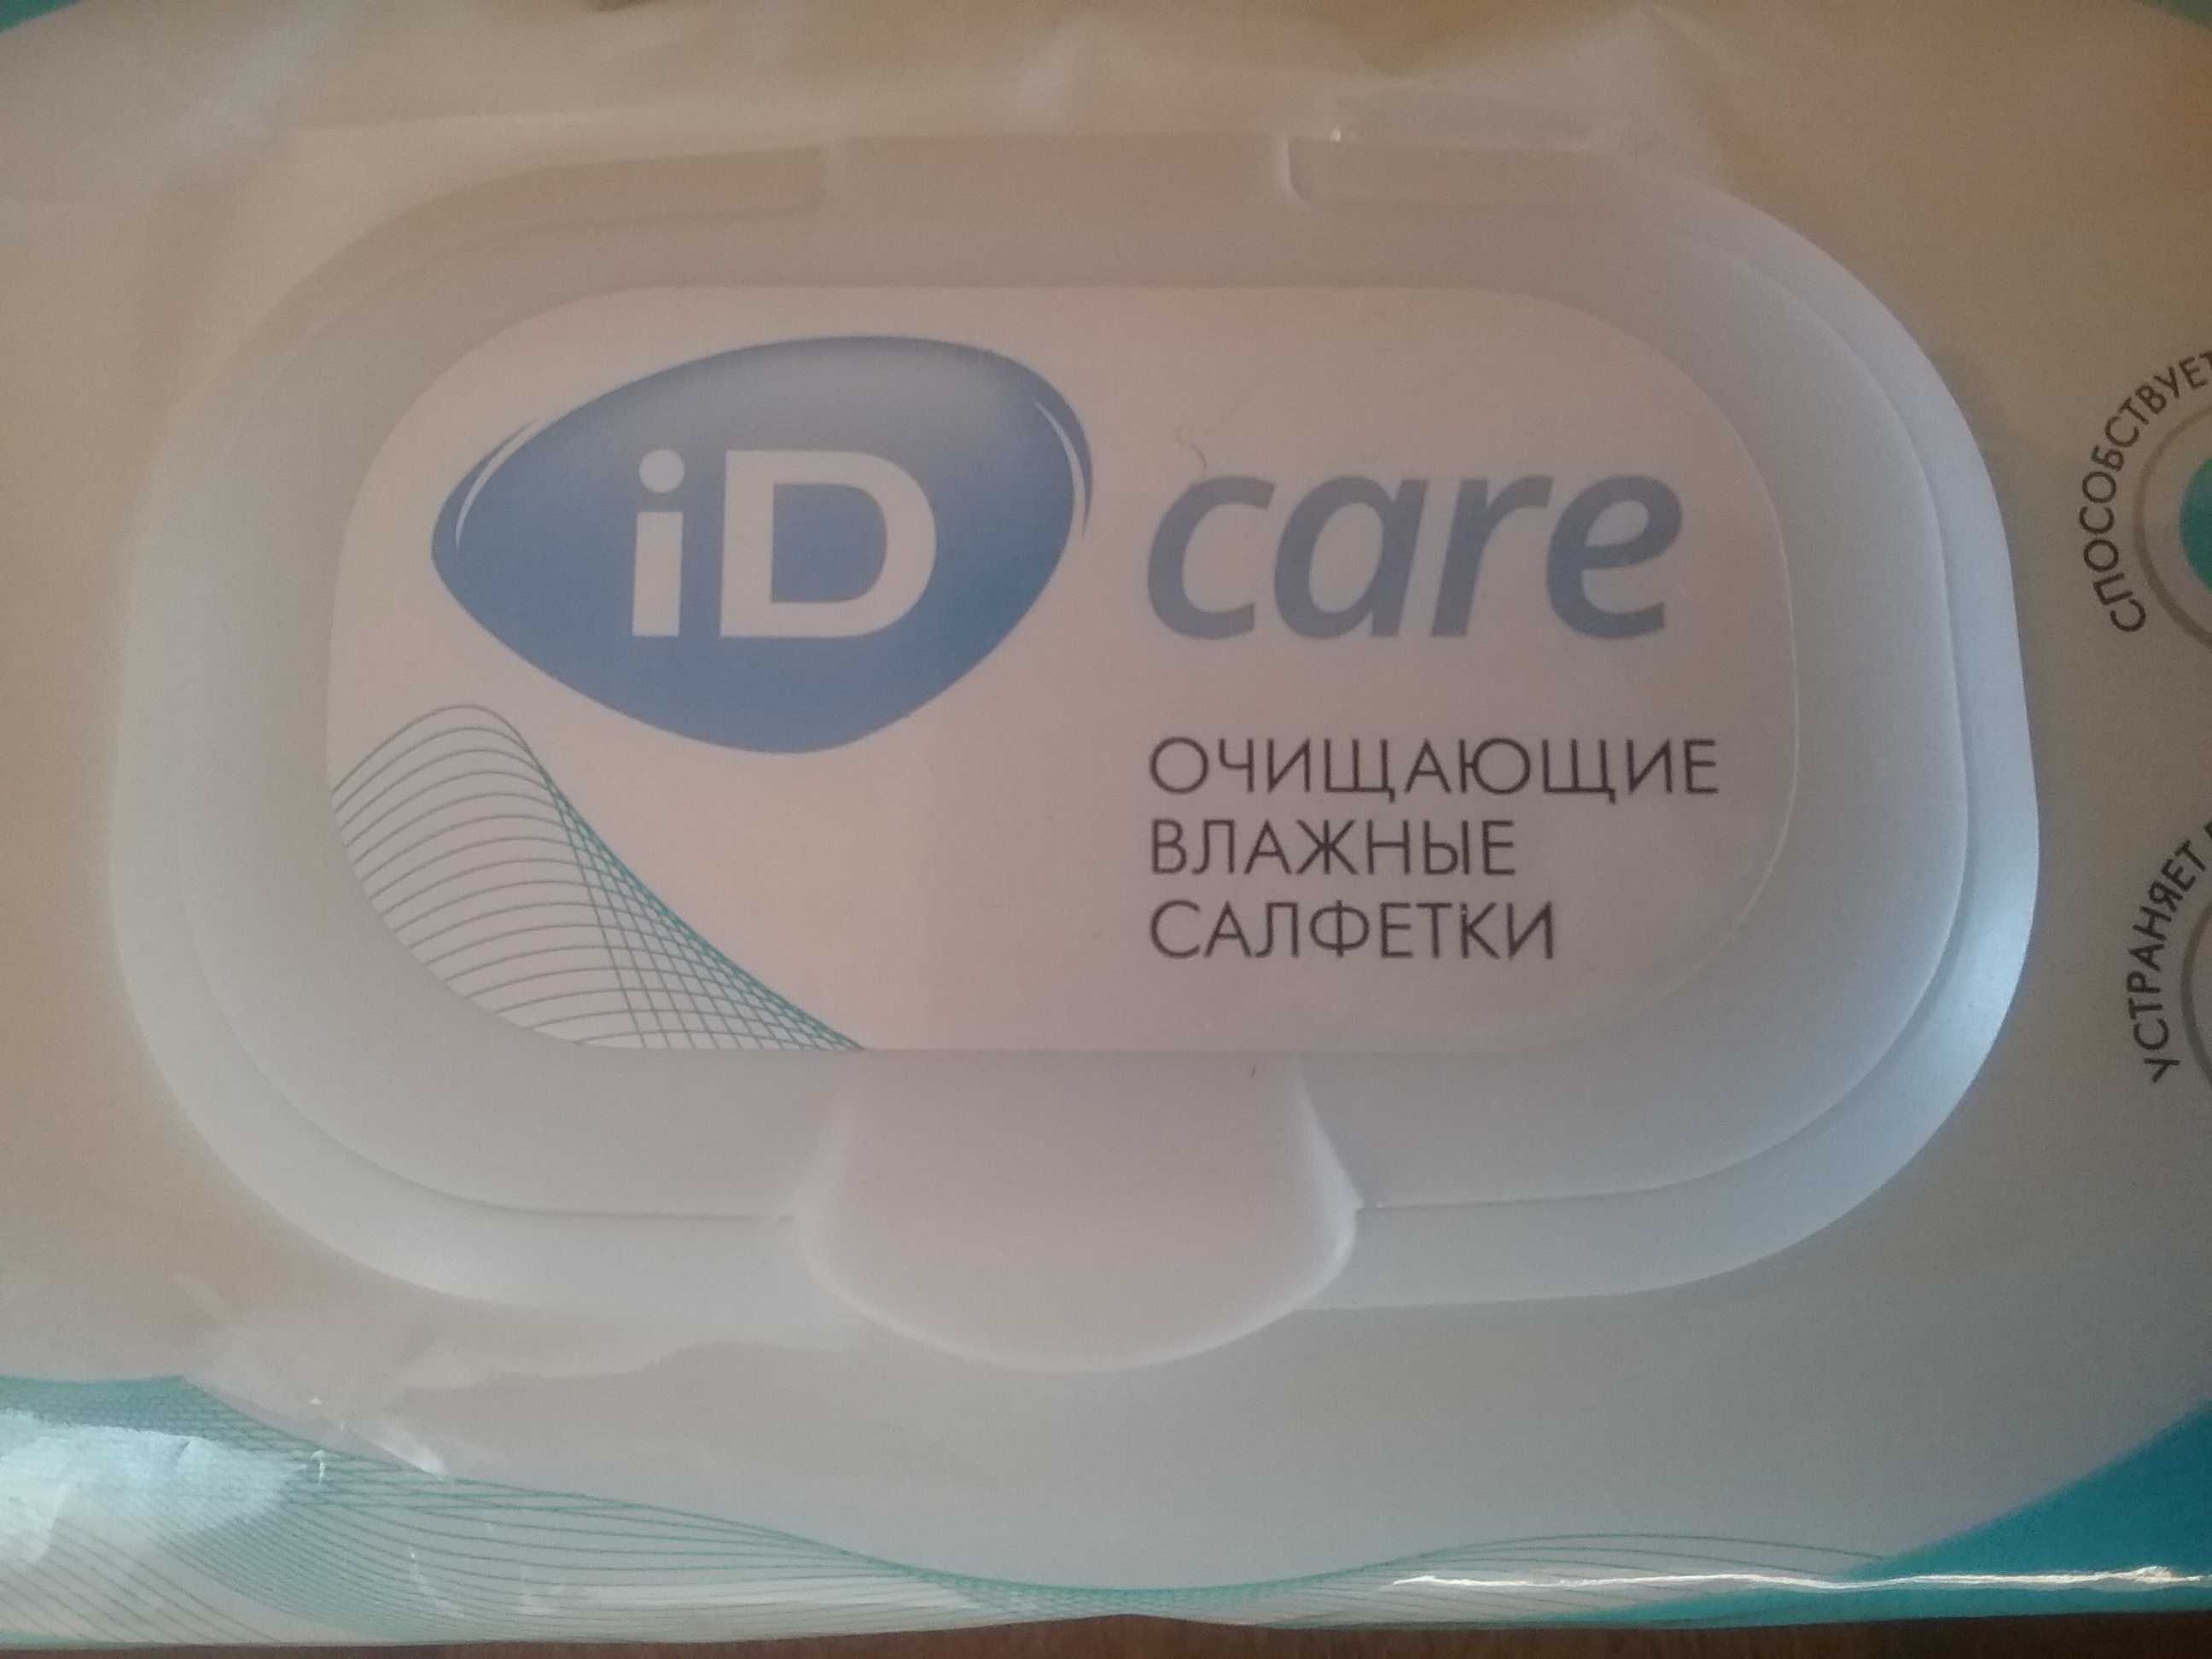 iD care
ОЧИЩАЮЩИЕ
ВЛАЖНЫЕ
САЛФЕТКИ
СПОСОБСТВУЕТ
УСТРАНЯЕТ